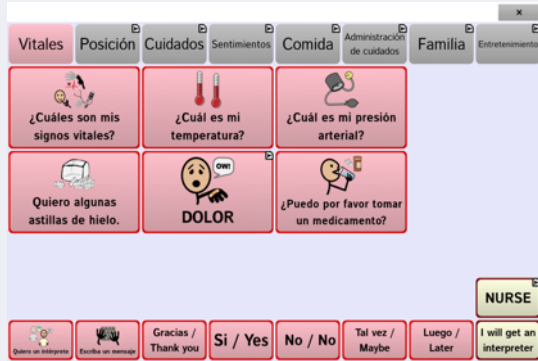 Vitales
Posición
Cuidados
Sentimientos
Comida
Administración
de cuidados
Familia
Entretenimiento
¿Cuáles son mis
signos vitales?
¿Cuál es mi
temperatura?
¿Cuál es mi presión
arterial?
Quiero algunas
astillas de hielo.
OW!
DOLOR
¿Puedo por favor tomar
un medicamento?
NURSE
Quiero un intérprete
Escriba un mensaje
Gracias /
Thank you
Si / Yes
No / No
Tal vez /
Maybe
Luego /
Later
I will get an
interpreter